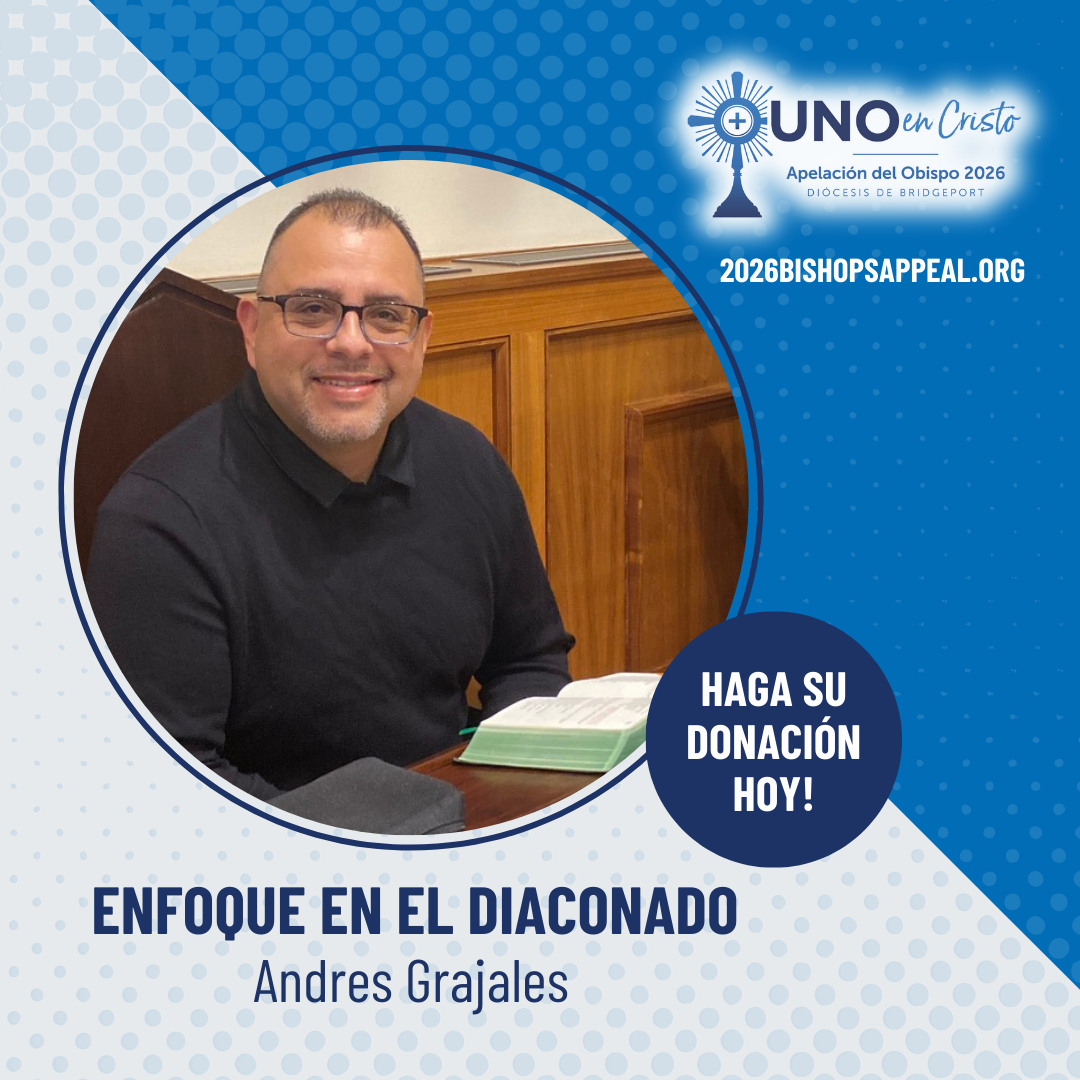 UNO en Cristo
Apelación del Obispo 2026
DIÓCESIS DE BRIDGEPORT
2026BISHOPSAPPEAL.ORG
HAGA SU
DONACIÓN
HOY!
ENFOQUE EN EL DIACONADO
Andres Grajales